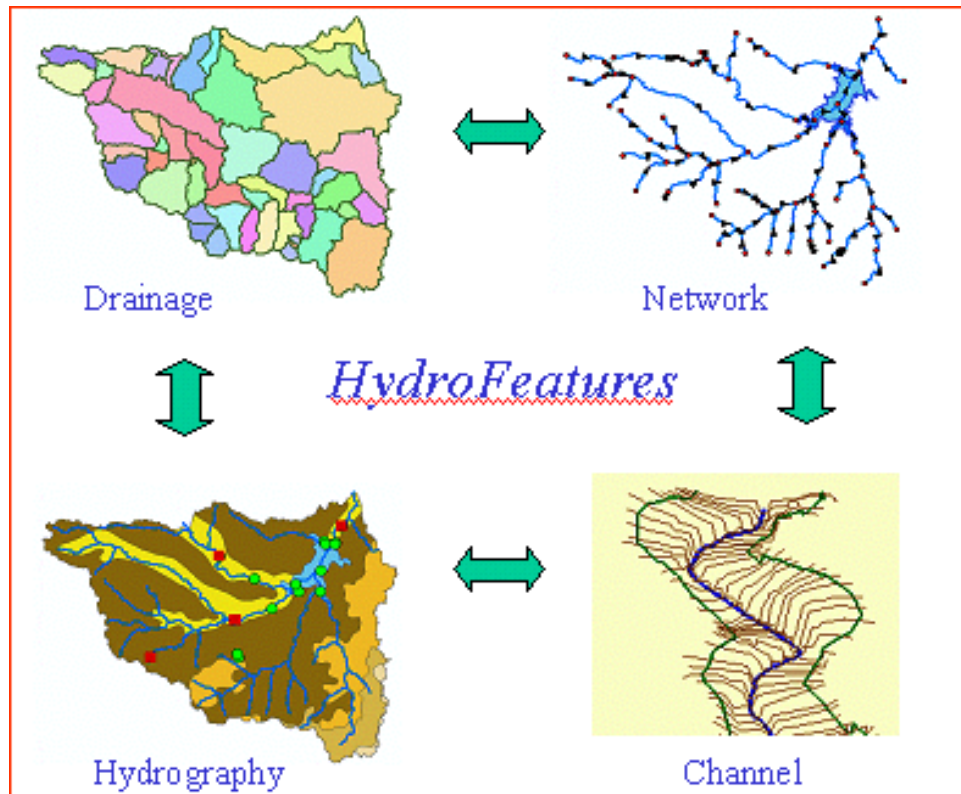 Drainage
Network
HydroFeatures
Hydrography
Channel